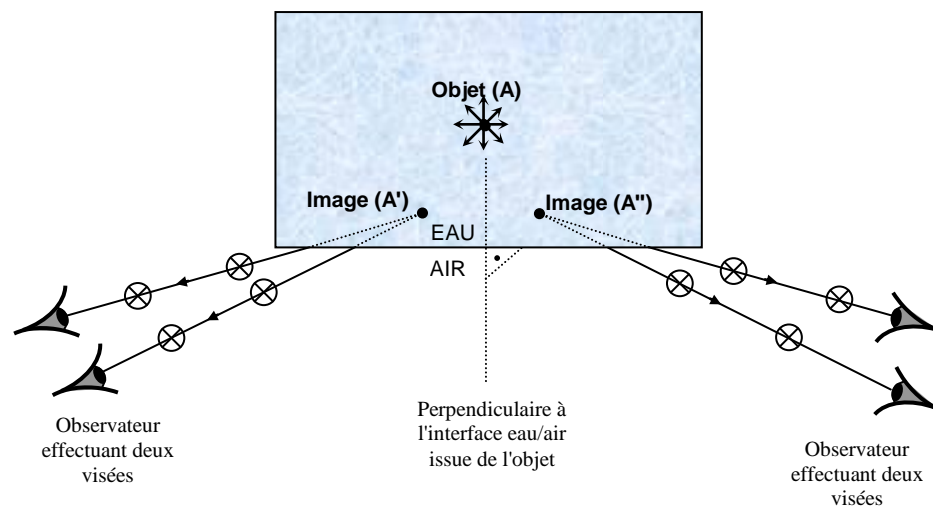 Objet (A)
Image (A')
Image (A")
EAU
AIR
Observateur
effectuant deux
visées
Perpendiculaire à
l'interface eau/air
issue de l'objet
Observateur
effectuant deux
visées